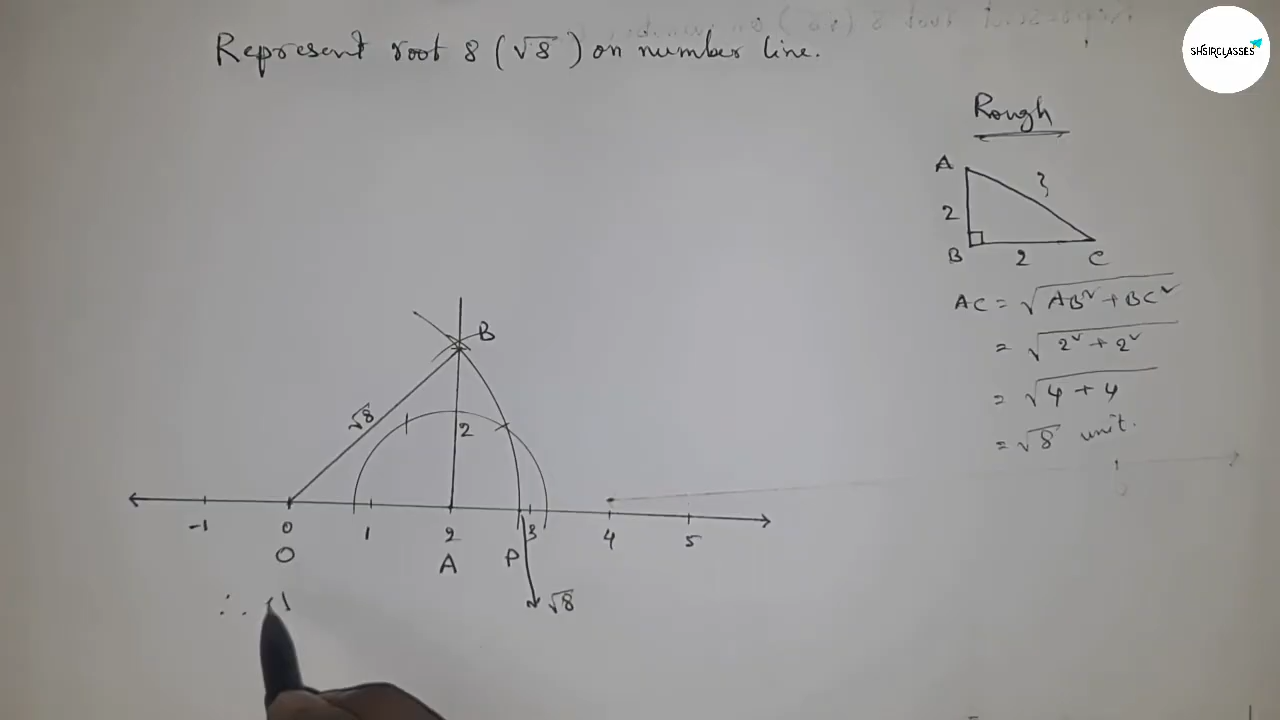 Represent root 8 (√8) on number line.
SHSIRCLASSES
Rough
A
3
2
B 2 C
AC = √AB² + BC²
= √2² + 2²
= √4 + 4
= √8 unit.
B
√8
2
-1 0 1 2 3 4 5
O A P
√8
∴